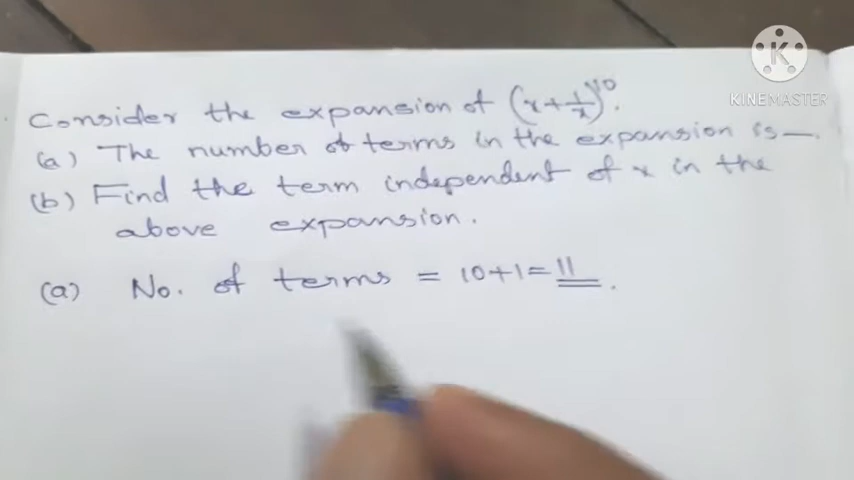 Consider the expansion of (x + 1/x)^10.
(a) The number of terms in the expansion is —.
(b) Find the term independent of x in the
above expansion.
(a) No. of terms = 10+1 = 11.
KINEMASTER